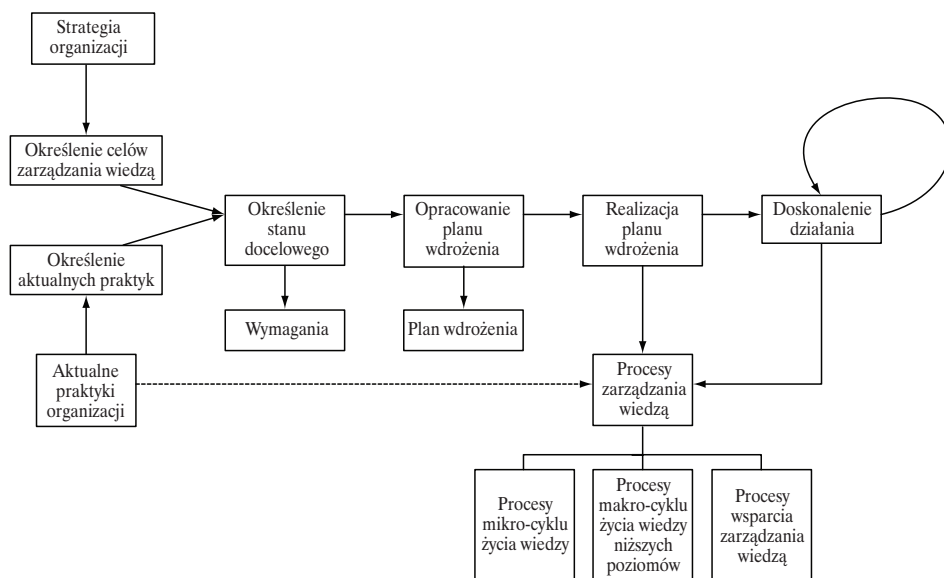 Strategia
organizacji
Określenie celów
zarządzania wiedzą
Określenie
aktualnych praktyk
Aktualne
praktyki
organizacji
Określenie
stanu
docelowego
Wymagania
Opracowanie
planu
wdrożenia
Plan wdrożenia
Realizacja
planu
wdrożenia
Doskonalenie
działania
Procesy
zarządzania
wiedzą
Procesy
mikro-cyklu
życia wiedzy
Procesy
makro-cyklu
życia wiedzy
niższych
poziomów
Procesy
wsparcia
zarządzania
wiedzą